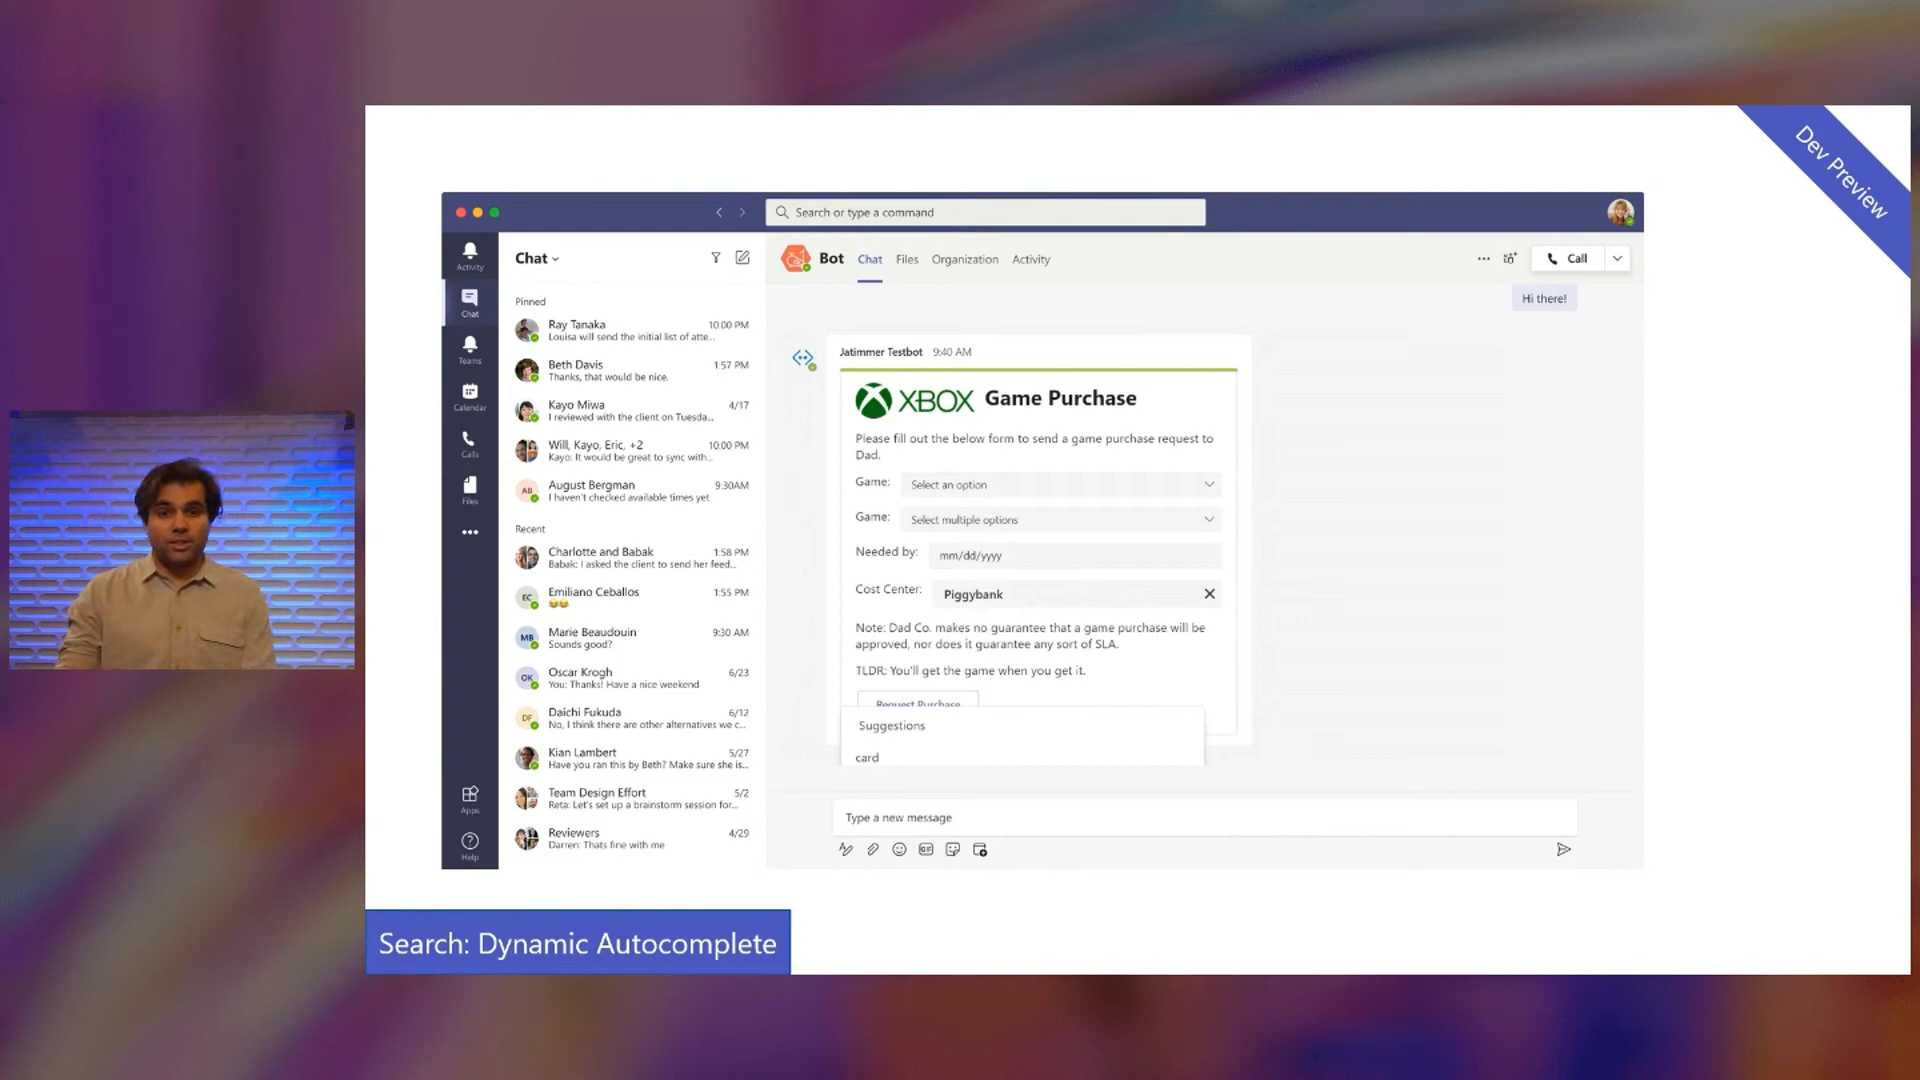 Dev Preview
Search or type a command
Activity
Chat
Teams
Calendar
Calls
Files
Apps
Help
Chat
Pinned
Ray Tanaka 10:00 PM
Louisa will send the initial list of atte...
Beth Davis 1:57 PM
Thanks, that would be nice.
Kayo Miwa 4/17
I reviewed with the client on Tuesda...
Will, Kayo, Eric, +2 10:00 PM
Kayo: It would be great to sync with...
AB
August Bergman 9:30AM
I haven't checked available times yet
Recent
Charlotte and Babak 1:58 PM
Babak: I asked the client to send her feed...
EC
Emiliano Ceballos 1:55 PM
MB
Marie Beaudouin 9:30 AM
Sounds good?
OK
Oscar Krogh 6/23
You: Thanks! Have a nice weekend
DF
Daichi Fukuda 6/12
No, I think there are other alternatives we c...
Kian Lambert 5/27
Have you ran this by Beth? Make sure she is...
Team Design Effort 5/2
Reta: Let's set up a brainstorm session for...
Reviewers 4/29
Darren: Thats fine with me
Bot Chat Files Organization Activity
Call
Hi there!
Jatimmer Testbot 9:40 AM
XBOX Game Purchase
Please fill out the below form to send a game purchase request to
Dad.
Game: Select an option
Game: Select multiple options
Needed by: mm/dd/yyyy
Cost Center: Piggybank
Note: Dad Co. makes no guarantee that a game purchase will be
approved, nor does it guarantee any sort of SLA.
TLDR: You'll get the game when you get it.
Request Purchase
Suggestions
card
Type a new message
GIF
Search: Dynamic Autocomplete